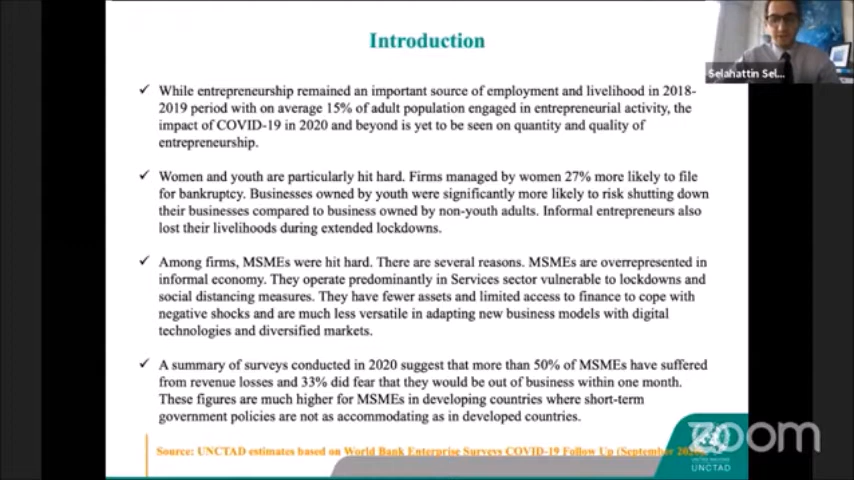 Introduction
Selahattin Sel...
✓ While entrepreneurship remained an important source of employment and livelihood in 2018-
2019 period with on average 15% of adult population engaged in entrepreneurial activity, the
impact of COVID-19 in 2020 and beyond is yet to be seen on quantity and quality of
entrepreneurship.
✓ Women and youth are particularly hit hard. Firms managed by women 27% more likely to file
for bankruptcy. Businesses owned by youth were significantly more likely to risk shutting down
their businesses compared to business owned by non-youth adults. Informal entrepreneurs also
lost their livelihoods during extended lockdowns.
✓ Among firms, MSMEs were hit hard. There are several reasons. MSMEs are overrepresented in
informal economy. They operate predominantly in Services sector vulnerable to lockdowns and
social distancing measures. They have fewer assets and limited access to finance to cope with
negative shocks and are much less versatile in adapting new business models with digital
technologies and diversified markets.
✓ A summary of surveys conducted in 2020 suggest that more than 50% of MSMEs have suffered
from revenue losses and 33% did fear that they would be out of business within one month.
These figures are much higher for MSMEs in developing countries where short-term
government policies are not as accommodating as in developed countries.
Source: UNCTAD estimates based on World Bank Enterprise Surveys COVID-19 Follow Up (September
zoom
UNCTAD